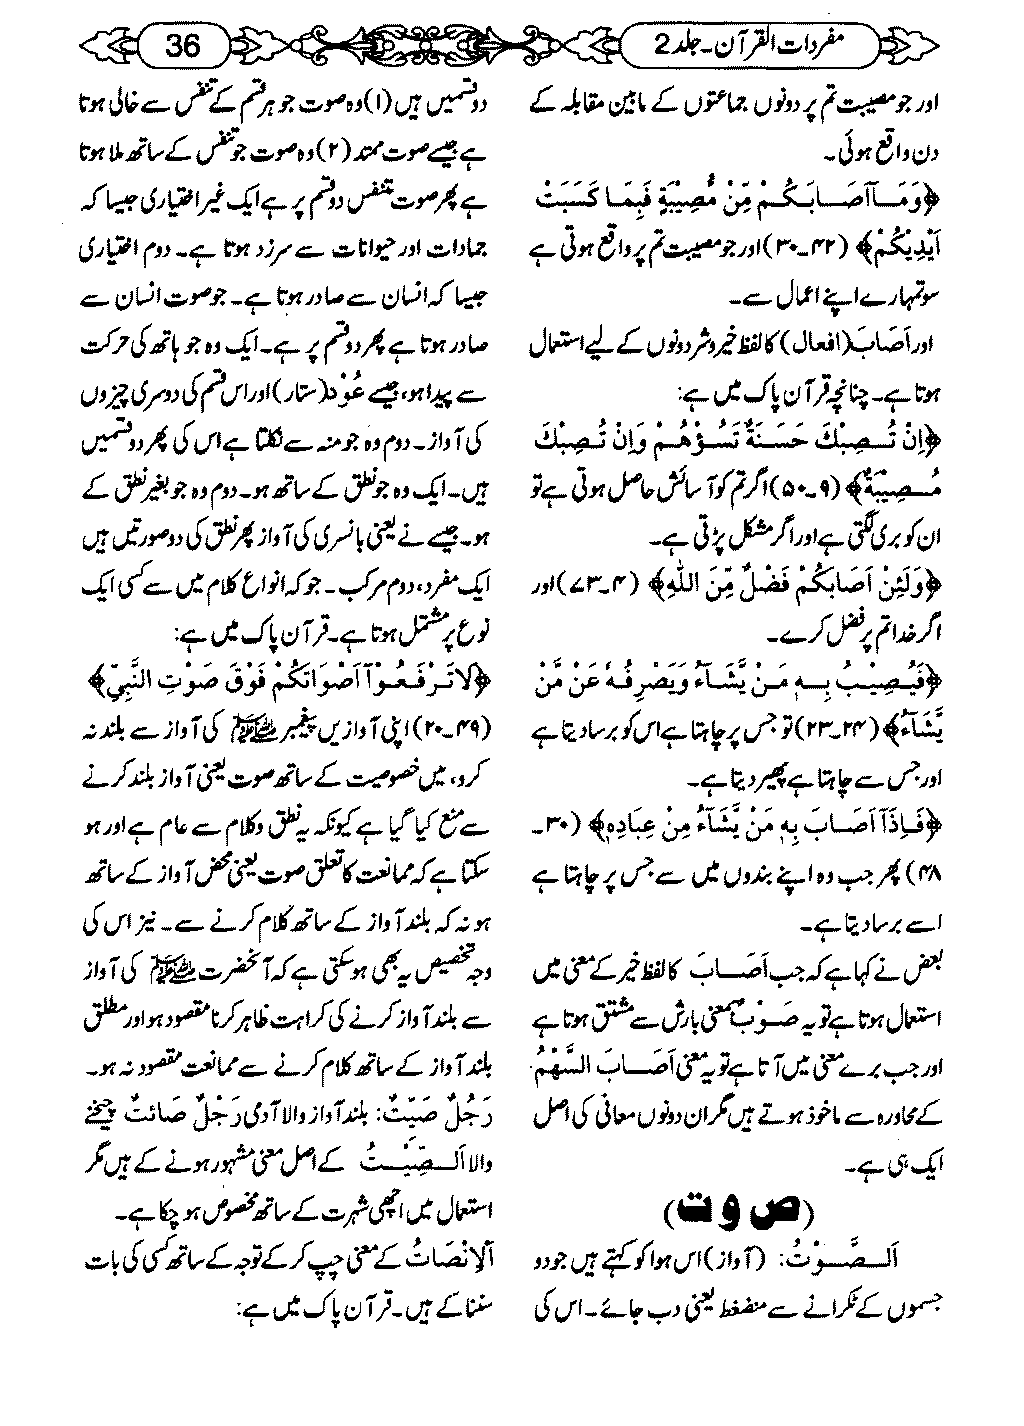 مفردات القرآن۔جلد 2
36
اور جو مصیبت تم پر دونوں جماعتوں کے مابین مقابلہ کے
دن واقع ہوئی۔
﴿وَمَآ اَصَابَكُمْ مِّنْ مُّصِيْبَةٍ فَبِمَا كَسَبَتْ
اَيْدِيْكُمْ﴾ (۴۲۔۳۰) اور جو مصیبت تم پر واقع ہوتی ہے
سو تمہارے اپنے اعمال سے۔
اور اَصَابَ (افعال) کا لفظ خیر و شر دونوں کے لیے استعمال
ہوتا ہے۔ چنانچہ قرآن پاک میں ہے:
﴿اِنْ تُصِبْكَ حَسَنَةٌ تَسُؤْهُمْ وَاِنْ تُصِبْكَ
مُصِيْبَةٌ﴾ (۹۔۵۰) اگر تم کو آسائش حاصل ہوتی ہے تو
ان کو بری لگتی ہے اور اگر مشکل پڑتی ہے۔
﴿وَلَئِنْ اَصَابَكُمْ فَضْلٌ مِّنَ اللّٰهِ﴾ (۴۔۷۳) اور
اگر خدا تم پر فضل کرے۔
﴿فَيُصِيْبُ بِهٖ مَنْ يَّشَآءُ وَيَصْرِفُهٗ عَنْ مَّنْ
يَّشَآءُ﴾ (۲۴۔۲۳) تو جس پر چاہتا ہے اس کو برسا دیتا ہے
اور جس سے چاہتا ہے پھیر دیتا ہے۔
﴿فَاِذَآ اَصَابَ بِهٖ مَنْ يَّشَآءُ مِنْ عِبَادِهٖ﴾ (۳۰۔
۴۸) پھر جب وہ اپنے بندوں میں سے جس پر چاہتا ہے
اسے برسا دیتا ہے۔
بعض نے کہا ہے کہ جب اَصَابَ کا لفظ خیر کے معنی میں
استعمال ہوتا ہے تو یہ صَوْبٌ بمعنی بارش سے مشتق ہوتا ہے
اور جب برے معنی میں آتا ہے تو یہ معنی اَصَابَ السَّهْمُ
کے محاورہ سے ماخوذ ہوتے ہیں مگر ان دونوں معانی کی اصل
ایک ہی ہے۔
(ص و ت)
اَلصَّوْتُ: (آواز) اس ہوا کو کہتے ہیں جو دو
جسموں کے ٹکرانے سے منضغط یعنی دب جائے۔ اس کی
دو قسمیں ہیں (۱) وہ صوت جو ہر قسم کے تنفس سے خالی ہوتا
ہے جیسے صوت ممتد (۲) وہ صوت جو تنفس کے ساتھ ملا ہوتا
ہے پھر صوت تنفس دو قسم پر ہے ایک غیر اختیاری جیسا کہ
جمادات اور حیوانات سے سرزد ہوتا ہے۔ دوم اختیاری
جیسا کہ انسان سے صادر ہوتا ہے۔ جو صوت انسان سے
صادر ہوتا ہے پھر دو قسم پر ہے۔ ایک وہ جو ہاتھ کی حرکت
سے پیدا ہو، جیسے عُوْد (ستار) اور اس قسم کی دوسری چیزوں
کی آواز۔ دوم وہ جو منہ سے نکلتا ہے اس کی پھر دو قسمیں
ہیں۔ ایک وہ جو نطق کے ساتھ ہو۔ دوم وہ جو بغیر نطق کے
ہو۔ جیسے نے یعنی بانسری کی آواز پھر نطق کی دو صورتیں ہیں
ایک مفرد، دوم مرکب۔ جو کہ انواع کلام میں سے کسی ایک
نوع پر مشتمل ہوتا ہے۔ قرآن پاک میں ہے:
﴿لَا تَرْفَعُوْآ اَصْوَاتَكُمْ فَوْقَ صَوْتِ النَّبِيِّ﴾
(۴۹۔۲۰) اپنی آوازیں پیغمبر ﷺ کی آواز سے بلند نہ
کرو، میں خصوصیت کے ساتھ صوت یعنی آواز بلند کرنے
سے منع کیا گیا ہے کیونکہ یہ نطق و کلام سے عام ہے اور ہو
سکتا ہے کہ ممانعت کا تعلق صوت یعنی محض آواز کے ساتھ
ہو نہ کہ بلند آواز کے ساتھ کلام کرنے سے۔ نیز اس کی
وجہ تخصیص یہ بھی ہو سکتی ہے کہ آنحضرت ﷺ کی آواز
سے بلند آواز کرنے کی کراہت ظاہر کرنا مقصود ہو اور مطلق
بلند آواز کے ساتھ کلام کرنے سے ممانعت مقصود نہ ہو۔
رَجُلٌ صَيِّتٌ: بلند آواز والا آدمی رَجُلٌ صَائتٌ چیخنے
والا اَلصِّيْتُ کے اصل معنی مشہور ہونے کے ہیں مگر
استعمال میں اچھی شہرت کے ساتھ مخصوص ہو چکا ہے۔
اَلْاِنْصَاتُ کے معنی چپ کر کے توجہ کے ساتھ کسی کی بات
سننا کے ہیں۔ قرآن پاک میں ہے: